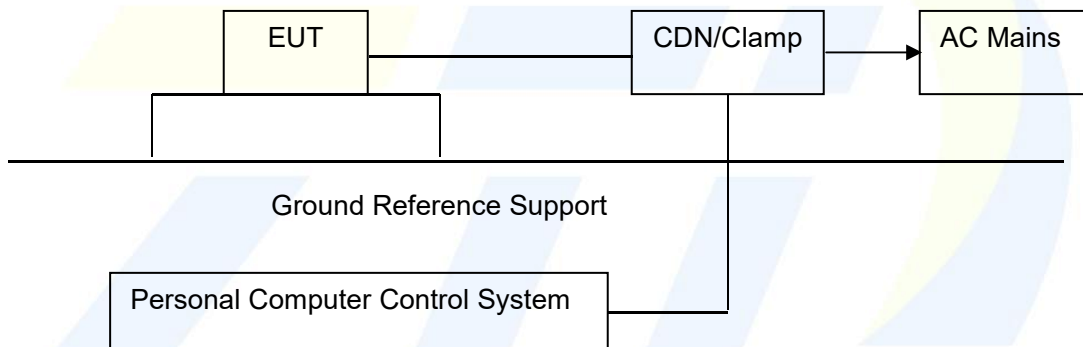 EUT
CDN/Clamp
AC Mains
Ground Reference Support
Personal Computer Control System